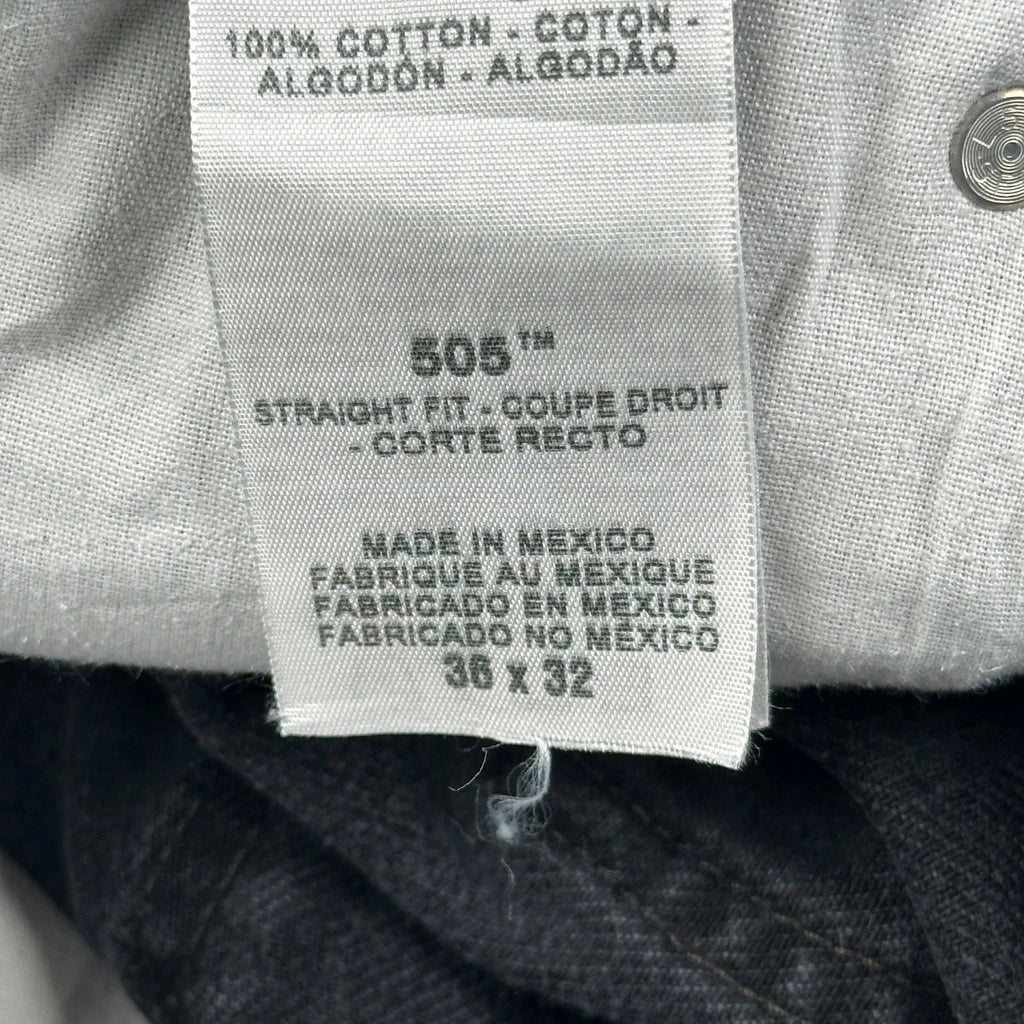 100% COTTON - COTON -
ALGODÓN - ALGODÃO
505™
STRAIGHT FIT - COUPE DROIT
- CORTE RECTO
MADE IN MEXICO
FABRIQUE AU MEXIQUE
FABRICADO EN MEXICO
FABRICADO NO MÉXICO
36 x 32